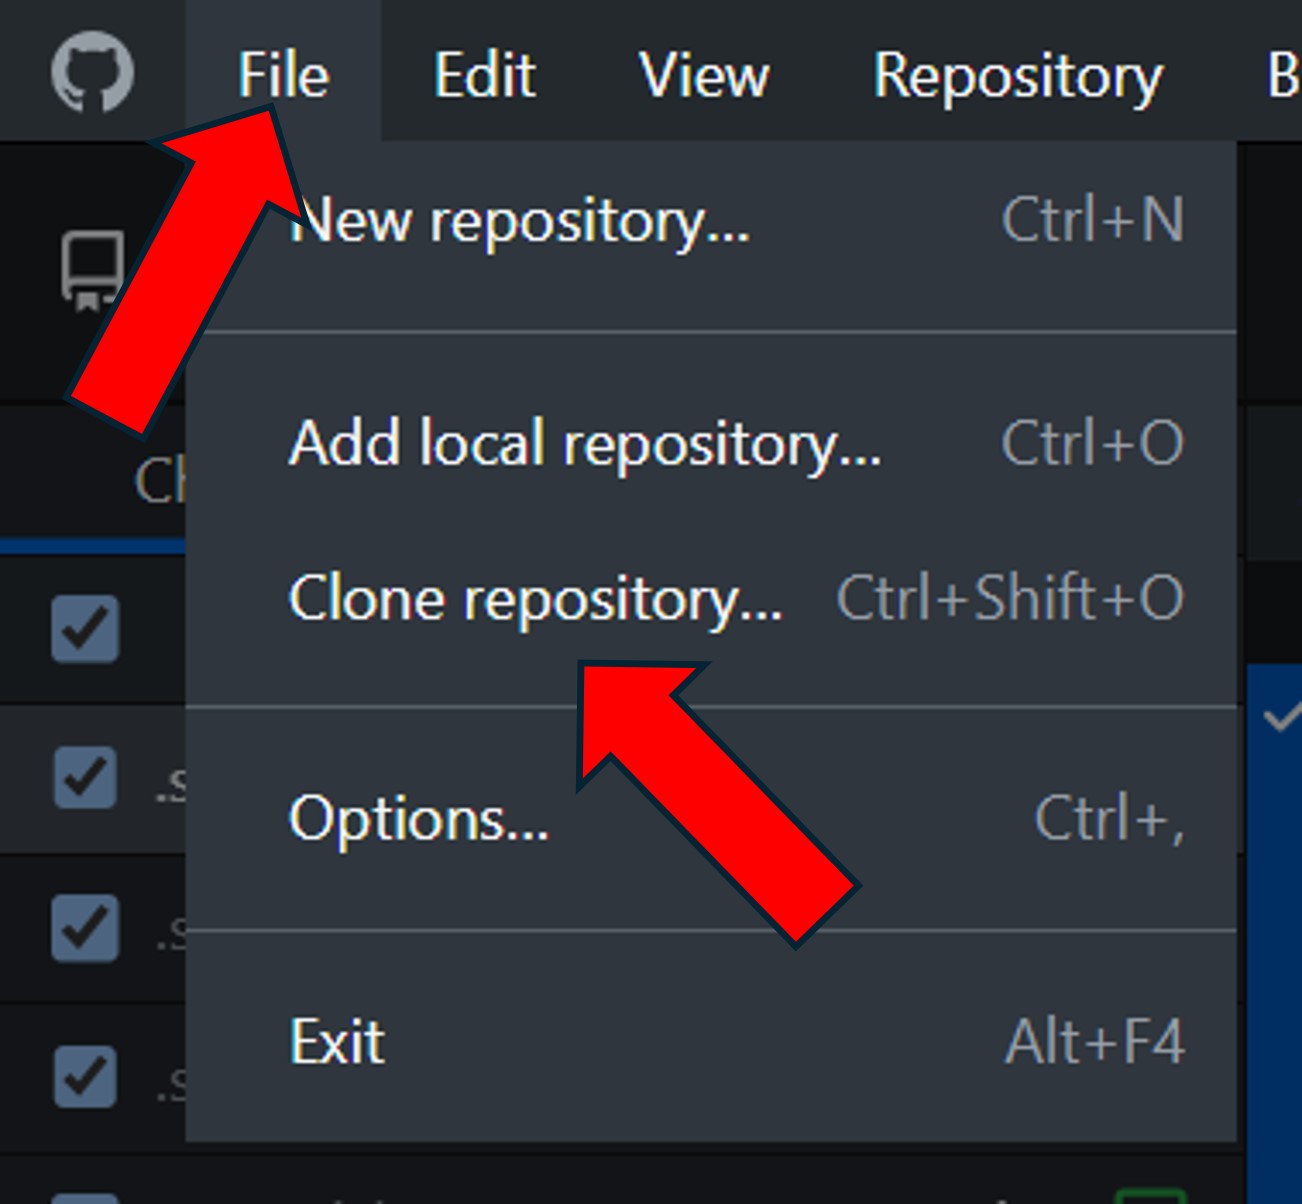 File Edit View Repository
New repository... Ctrl+N
Add local repository... Ctrl+O
Clone repository... Ctrl+Shift+O
Options... Ctrl+,
Exit Alt+F4